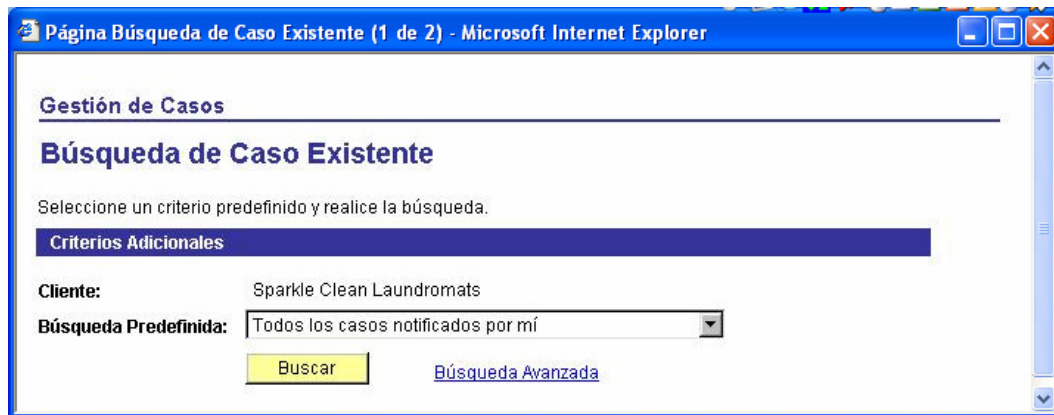 Página Búsqueda de Caso Existente (1 de 2) - Microsoft Internet Explorer
Gestión de Casos
Búsqueda de Caso Existente
Seleccione un criterio predefinido y realice la búsqueda.
Criterios Adicionales
Cliente: Sparkle Clean Laundromats
Búsqueda Predefinida: Todos los casos notificados por mí
Buscar Búsqueda Avanzada